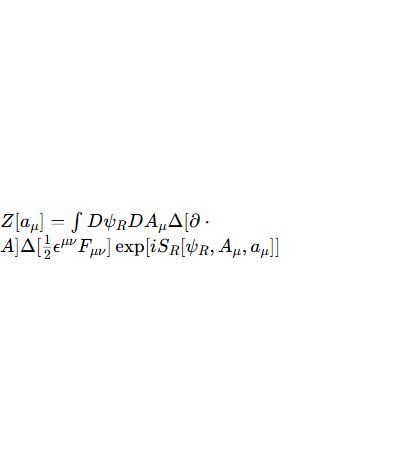 Z[a_μ] = ∫ Dψ_R DA_μ Δ[∂ ·
A]Δ[½ϵ^{μν}F_{μν}] exp[iS_R[ψ_R, A_μ, a_μ]]